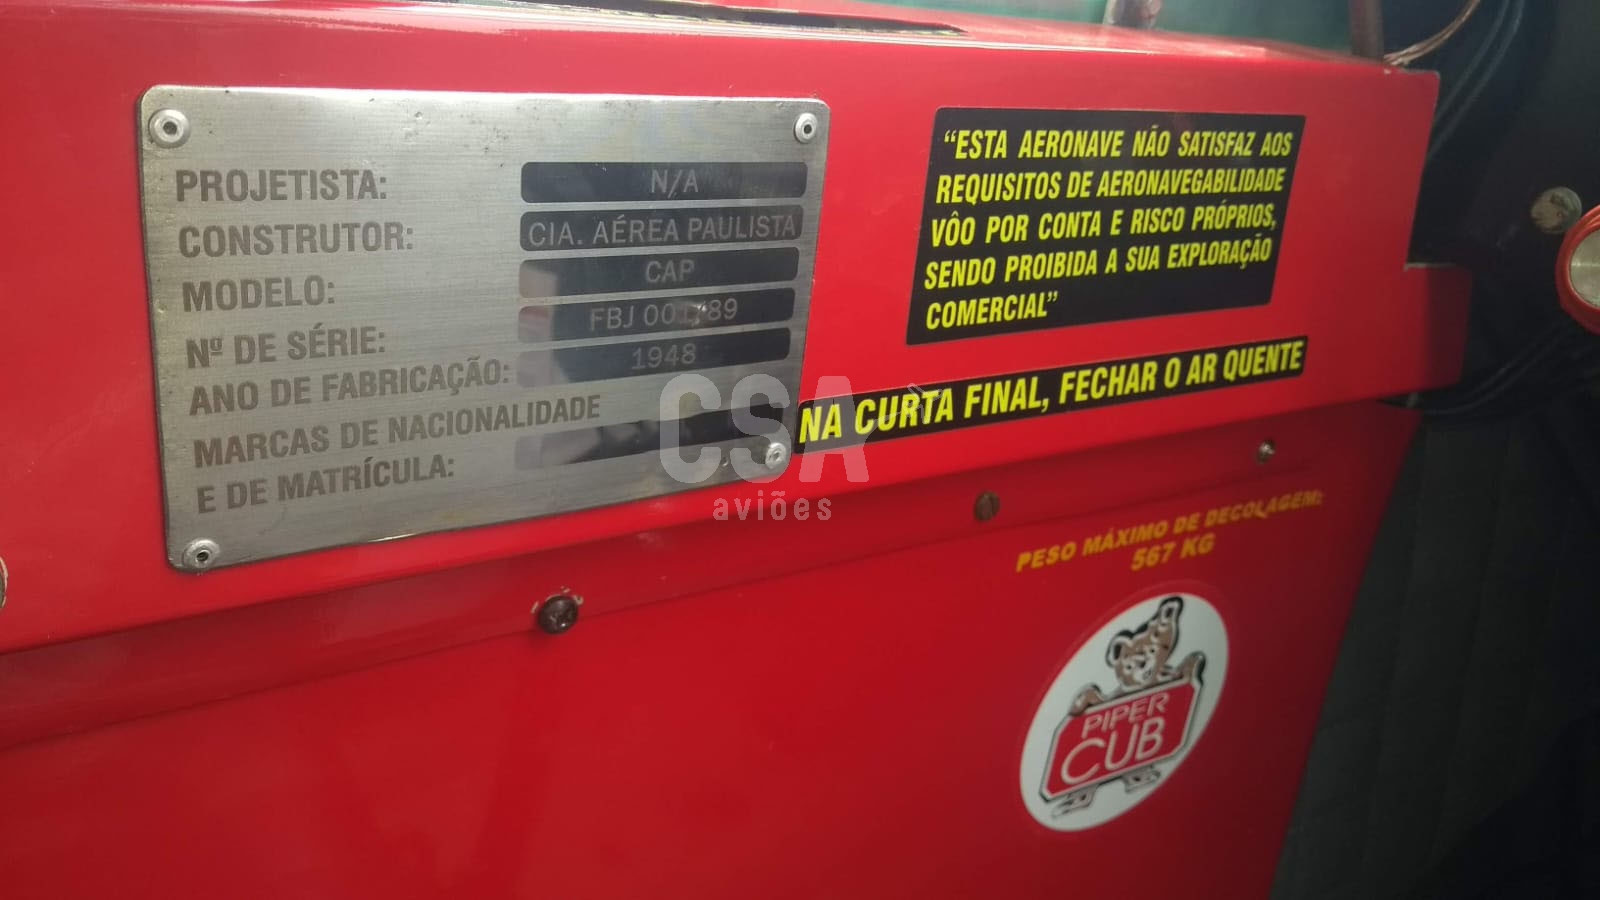 PROJETISTA: N/A
CONSTRUTOR: CIA. AÉREA PAULISTA
MODELO: CAP
Nº DE SÉRIE: FBJ
ANO DE FABRICAÇÃO: 1948
MARCAS DE NACIONALIDADE
E DE MATRÍCULA:
“ESTA AERONAVE NÃO SATISFAZ AOS
REQUISITOS DE AERONAVEGABILIDADE
VÔO POR CONTA E RISCO PRÓPRIOS,
SENDO PROIBIDA A SUA EXPLORAÇÃO
COMERCIAL”
NA CURTA FINAL, FECHAR O AR QUENTE
CSA
aviões
PESO MÁXIMO DE DECOLAGEM:
567 KG
PIPER
CUB